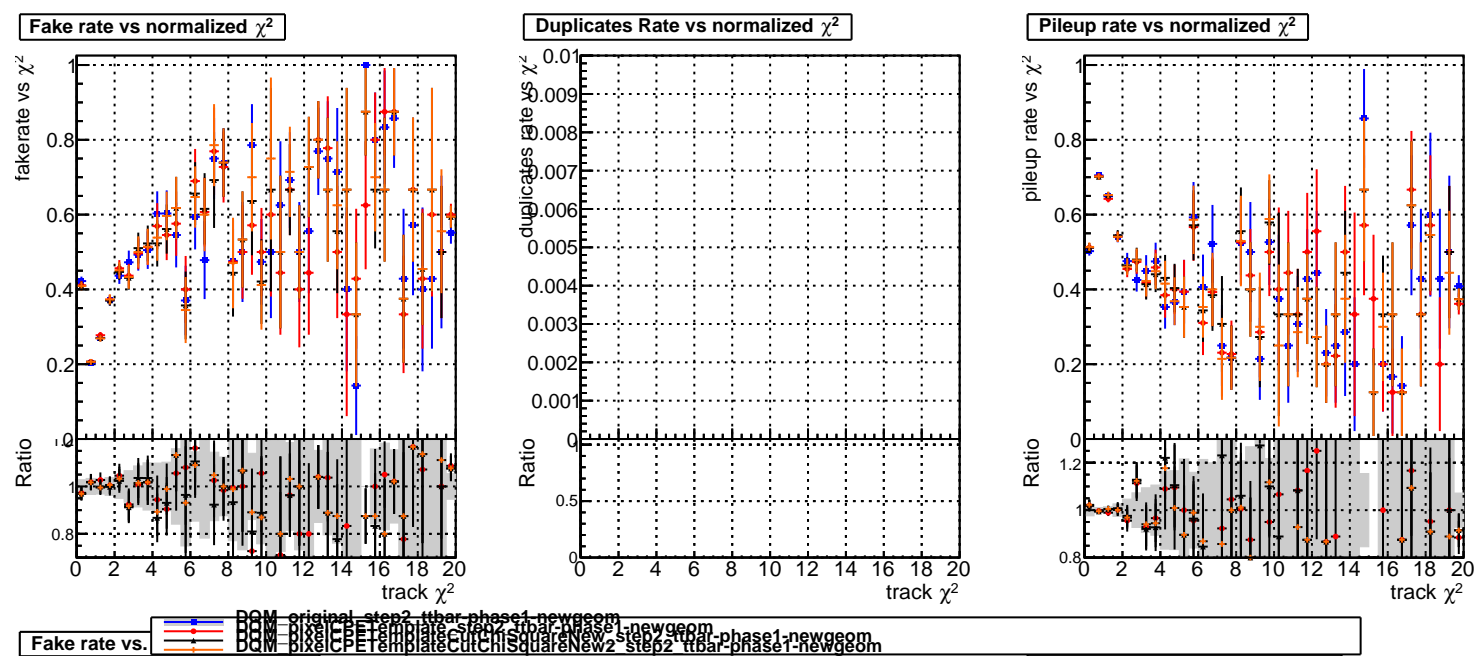 Fake rate vs normalized χ²
Duplicates Rate vs normalized χ²
Pileup rate vs normalized χ²
fakerate vs χ²
1
0.8
0.6
0.4
0.2
0
Ratio
1.2
1
0.8
0 2 4 6 8 10 12 14 16 18 20
track χ²
duplicates rate vs χ²
0.01
0.009
0.008
0.007
0.006
0.005
0.004
0.003
0.002
0.001
0
Ratio
1
0.5
0
0 2 4 6 8 10 12 14 16 18 20
track χ²
pileup rate vs χ²
1
0.8
0.6
0.4
0.2
0
Ratio
1.2
1
0.8
0 2 4 6 8 10 12 14 16 18 20
track χ²
Fake rate vs.
DQM_original_step2_ttbar-phase1-newgeom
DQM_pixelCPETemplate_step2_ttbar-phase1-newgeom
DQM_pixelCPETemplateCutChiSquareNew_step2_ttbar-phase1-newgeom
DQM_pixelCPETemplateCutChiSquareNew2_step2_ttbar-phase1-newgeom